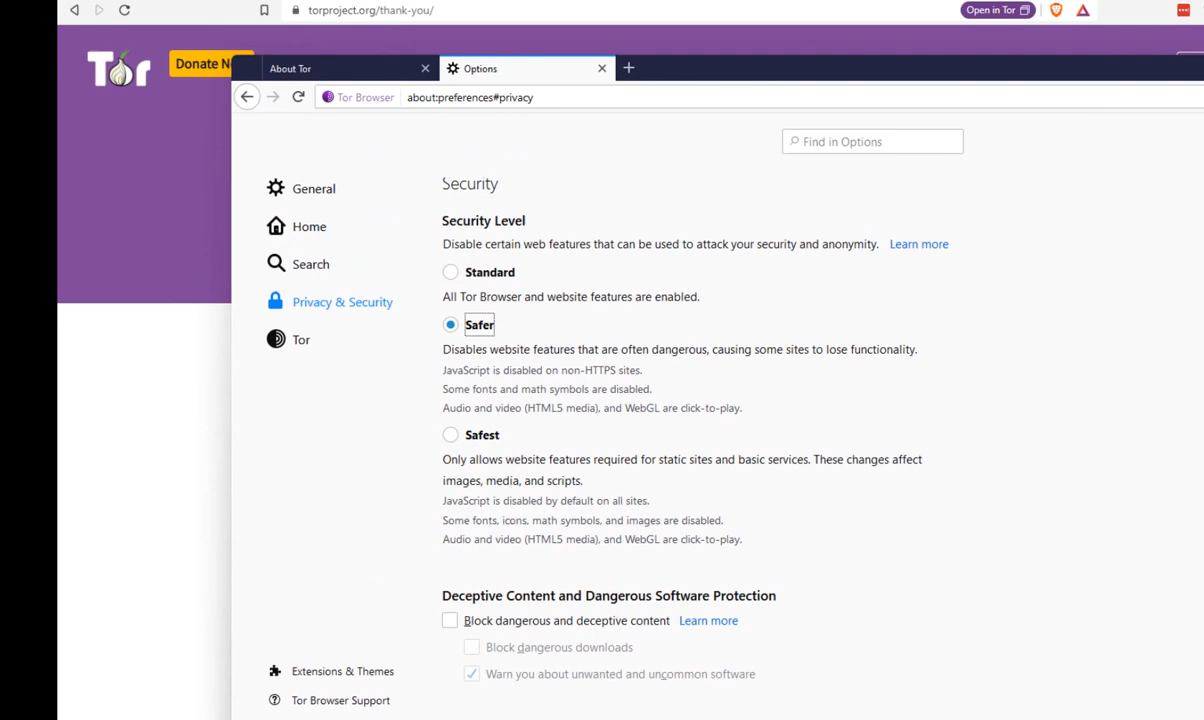 torproject.org/thank-you/
Open in Tor
Tor
Donate N
About Tor
Options
Tor Browser
about:preferences#privacy
Find in Options
General
Home
Search
Privacy & Security
Tor
Extensions & Themes
Tor Browser Support
Security
Security Level
Disable certain web features that can be used to attack your security and anonymity. Learn more
Standard
All Tor Browser and website features are enabled.
Safer
Disables website features that are often dangerous, causing some sites to lose functionality.
JavaScript is disabled on non-HTTPS sites.
Some fonts and math symbols are disabled.
Audio and video (HTML5 media), and WebGL are click-to-play.
Safest
Only allows website features required for static sites and basic services. These changes affect
images, media, and scripts.
JavaScript is disabled by default on all sites.
Some fonts, icons, math symbols, and images are disabled.
Audio and video (HTML5 media), and WebGL are click-to-play.
Deceptive Content and Dangerous Software Protection
Block dangerous and deceptive content Learn more
Block dangerous downloads
Warn you about unwanted and uncommon software